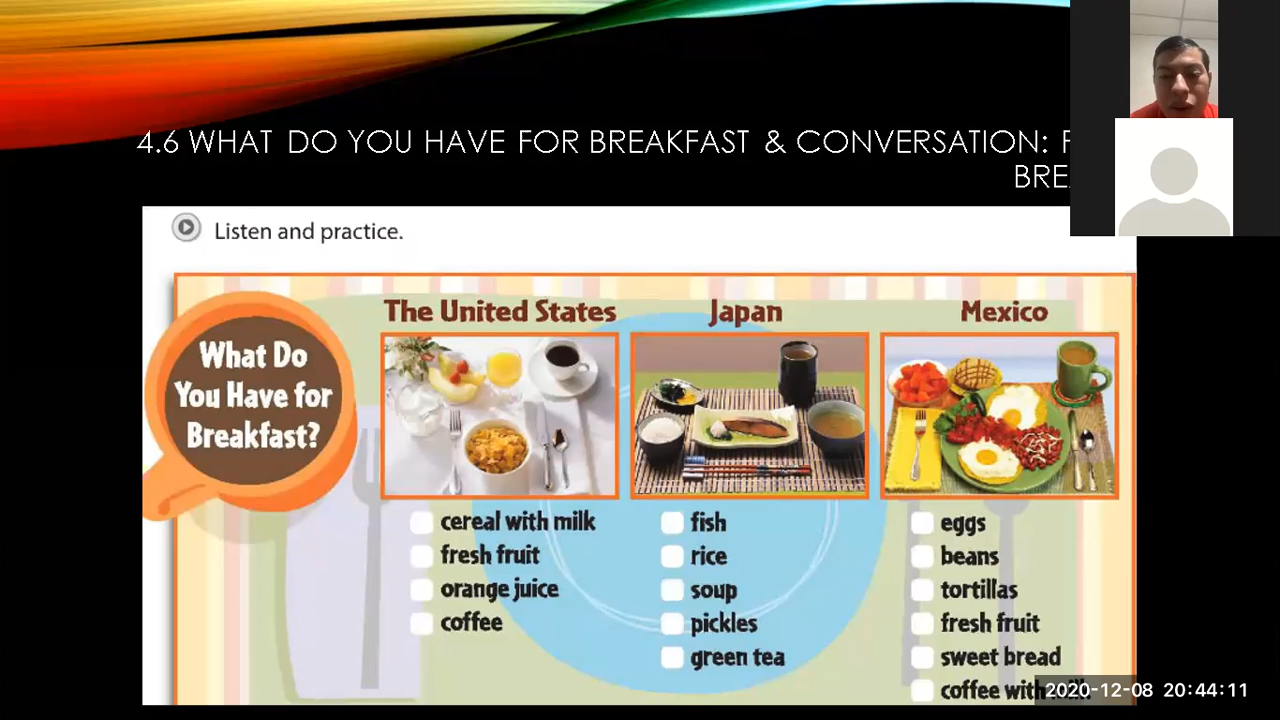 4.6 WHAT DO YOU HAVE FOR BREAKFAST & CONVERSATION:
Listen and practice.
The United States
Japan
Mexico
What Do
You Have for
Breakfast?
cereal with milk
fresh fruit
orange juice
coffee
fish
rice
soup
pickles
green tea
eggs
beans
tortillas
fresh fruit
sweet bread
coffee with
2020-12-08 20:44:11